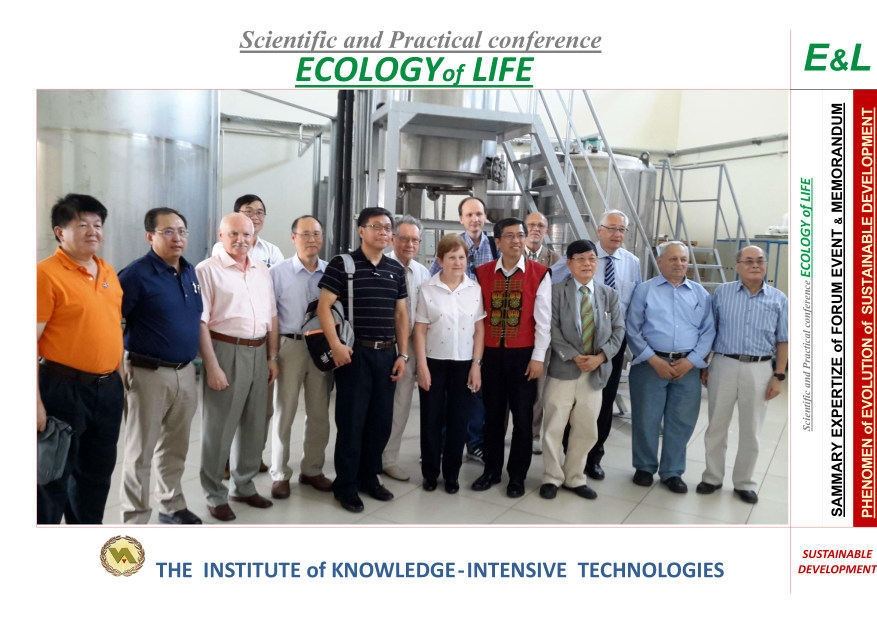 Scientific and Practical conference
ECOLOGY of LIFE
E&L
Scientific and Practical conference ECOLOGY of LIFE
SAMMARY EXPERTIZE of FORUM EVENT & MEMORANDUM
PHENOMEN of EVOLUTION of SUSTAINABLE DEVELOPMENT
THE INSTITUTE of KNOWLEDGE-INTENSIVE TECHNOLOGIES
SUSTAINABLE
DEVELOPMENT